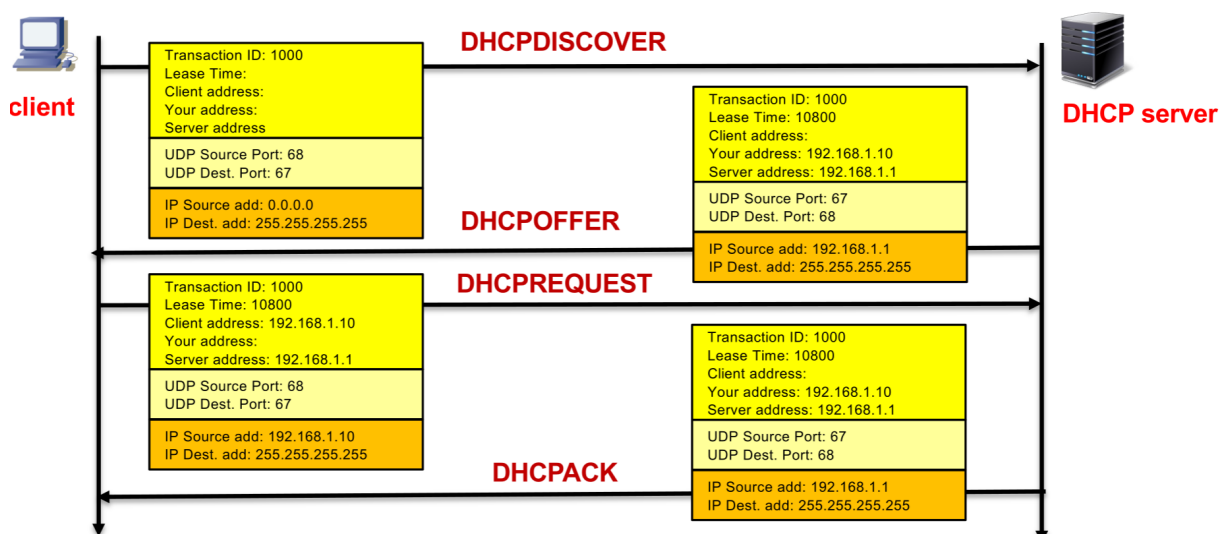 client
DHCP server
DHCPDISCOVER
Transaction ID: 1000
Lease Time:
Client address:
Your address:
Server address
UDP Source Port: 68
UDP Dest. Port: 67
IP Source add: 0.0.0.0
IP Dest. add: 255.255.255.255
DHCPOFFER
Transaction ID: 1000
Lease Time: 10800
Client address:
Your address: 192.168.1.10
Server address: 192.168.1.1
UDP Source Port: 67
UDP Dest. Port: 68
IP Source add: 192.168.1.1
IP Dest. add: 255.255.255.255
DHCPREQUEST
Transaction ID: 1000
Lease Time: 10800
Client address: 192.168.1.10
Your address:
Server address: 192.168.1.1
UDP Source Port: 68
UDP Dest. Port: 67
IP Source add: 192.168.1.10
IP Dest. add: 255.255.255.255
DHCPACK
Transaction ID: 1000
Lease Time: 10800
Client address:
Your address: 192.168.1.10
Server address: 192.168.1.1
UDP Source Port: 67
UDP Dest. Port: 68
IP Source add: 192.168.1.1
IP Dest. add: 255.255.255.255